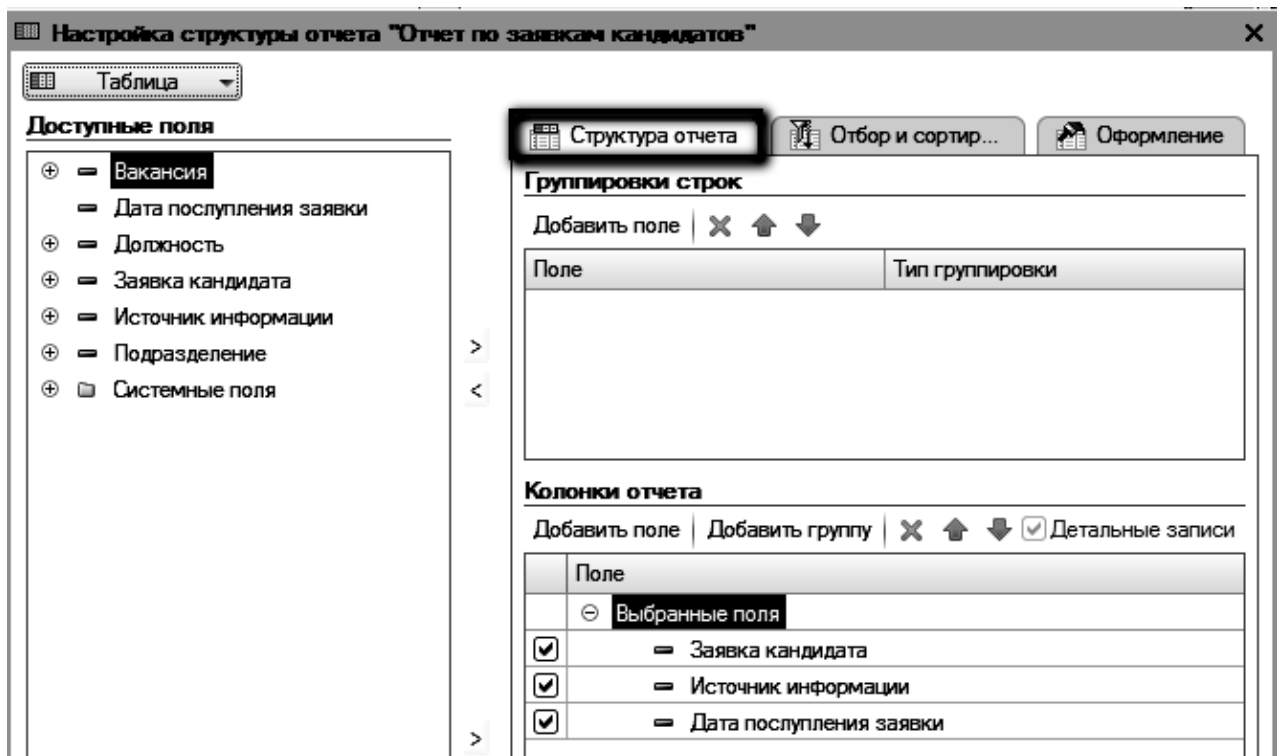 Настройка структуры отчета "Отчет по заявкам кандидатов"
Таблица
Доступные поля
Вакансия
Дата послупления заявки
Должность
Заявка кандидата
Источник информации
Подразделение
Системные поля
>
<
>
Структура отчета
Отбор и сортир...
Оформление
Группировки строк
Добавить поле
Поле Тип группировки
Колонки отчета
Добавить поле Добавить группу Детальные записи
Поле
Выбранные поля
Заявка кандидата
Источник информации
Дата послупления заявки